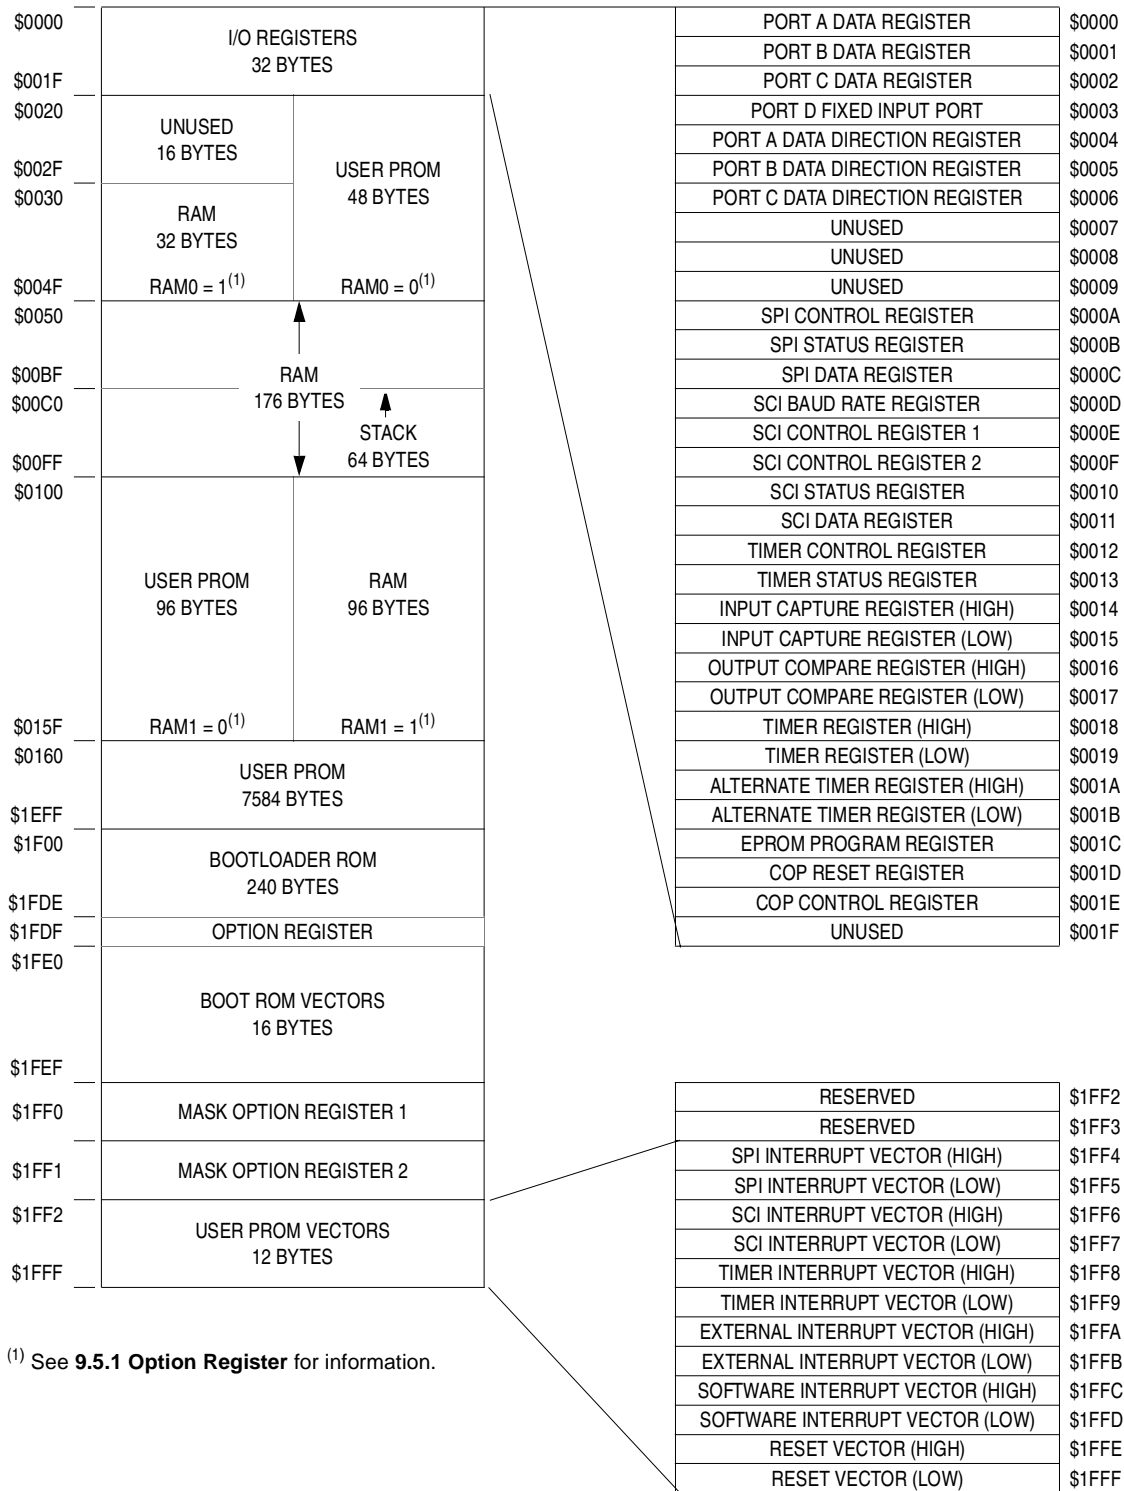 $0000
I/O REGISTERS
32 BYTES
$001F
$0020
UNUSED
16 BYTES
$002F
USER PROM
48 BYTES
$0030
RAM
32 BYTES
$004F
RAM0 = 1(1)
RAM0 = 0(1)
$0050
$00BF
RAM
176 BYTES
$00C0
STACK
64 BYTES
$00FF
$0100
USER PROM
96 BYTES
RAM
96 BYTES
$015F
RAM1 = 0(1)
RAM1 = 1(1)
$0160
USER PROM
7584 BYTES
$1EFF
$1F00
BOOTLOADER ROM
240 BYTES
$1FDE
$1FDF
OPTION REGISTER
$1FE0
BOOT ROM VECTORS
16 BYTES
$1FEF
$1FF0
MASK OPTION REGISTER 1
$1FF1
MASK OPTION REGISTER 2
$1FF2
USER PROM VECTORS
12 BYTES
$1FFF
(1) See 9.5.1 Option Register for information.
PORT A DATA REGISTER $0000
PORT B DATA REGISTER $0001
PORT C DATA REGISTER $0002
PORT D FIXED INPUT PORT $0003
PORT A DATA DIRECTION REGISTER $0004
PORT B DATA DIRECTION REGISTER $0005
PORT C DATA DIRECTION REGISTER $0006
UNUSED $0007
UNUSED $0008
UNUSED $0009
SPI CONTROL REGISTER $000A
SPI STATUS REGISTER $000B
SPI DATA REGISTER $000C
SCI BAUD RATE REGISTER $000D
SCI CONTROL REGISTER 1 $000E
SCI CONTROL REGISTER 2 $000F
SCI STATUS REGISTER $0010
SCI DATA REGISTER $0011
TIMER CONTROL REGISTER $0012
TIMER STATUS REGISTER $0013
INPUT CAPTURE REGISTER (HIGH) $0014
INPUT CAPTURE REGISTER (LOW) $0015
OUTPUT COMPARE REGISTER (HIGH) $0016
OUTPUT COMPARE REGISTER (LOW) $0017
TIMER REGISTER (HIGH) $0018
TIMER REGISTER (LOW) $0019
ALTERNATE TIMER REGISTER (HIGH) $001A
ALTERNATE TIMER REGISTER (LOW) $001B
EPROM PROGRAM REGISTER $001C
COP RESET REGISTER $001D
COP CONTROL REGISTER $001E
UNUSED $001F
RESERVED $1FF2
RESERVED $1FF3
SPI INTERRUPT VECTOR (HIGH) $1FF4
SPI INTERRUPT VECTOR (LOW) $1FF5
SCI INTERRUPT VECTOR (HIGH) $1FF6
SCI INTERRUPT VECTOR (LOW) $1FF7
TIMER INTERRUPT VECTOR (HIGH) $1FF8
TIMER INTERRUPT VECTOR (LOW) $1FF9
EXTERNAL INTERRUPT VECTOR (HIGH) $1FFA
EXTERNAL INTERRUPT VECTOR (LOW) $1FFB
SOFTWARE INTERRUPT VECTOR (HIGH) $1FFC
SOFTWARE INTERRUPT VECTOR (LOW) $1FFD
RESET VECTOR (HIGH) $1FFE
RESET VECTOR (LOW) $1FFF